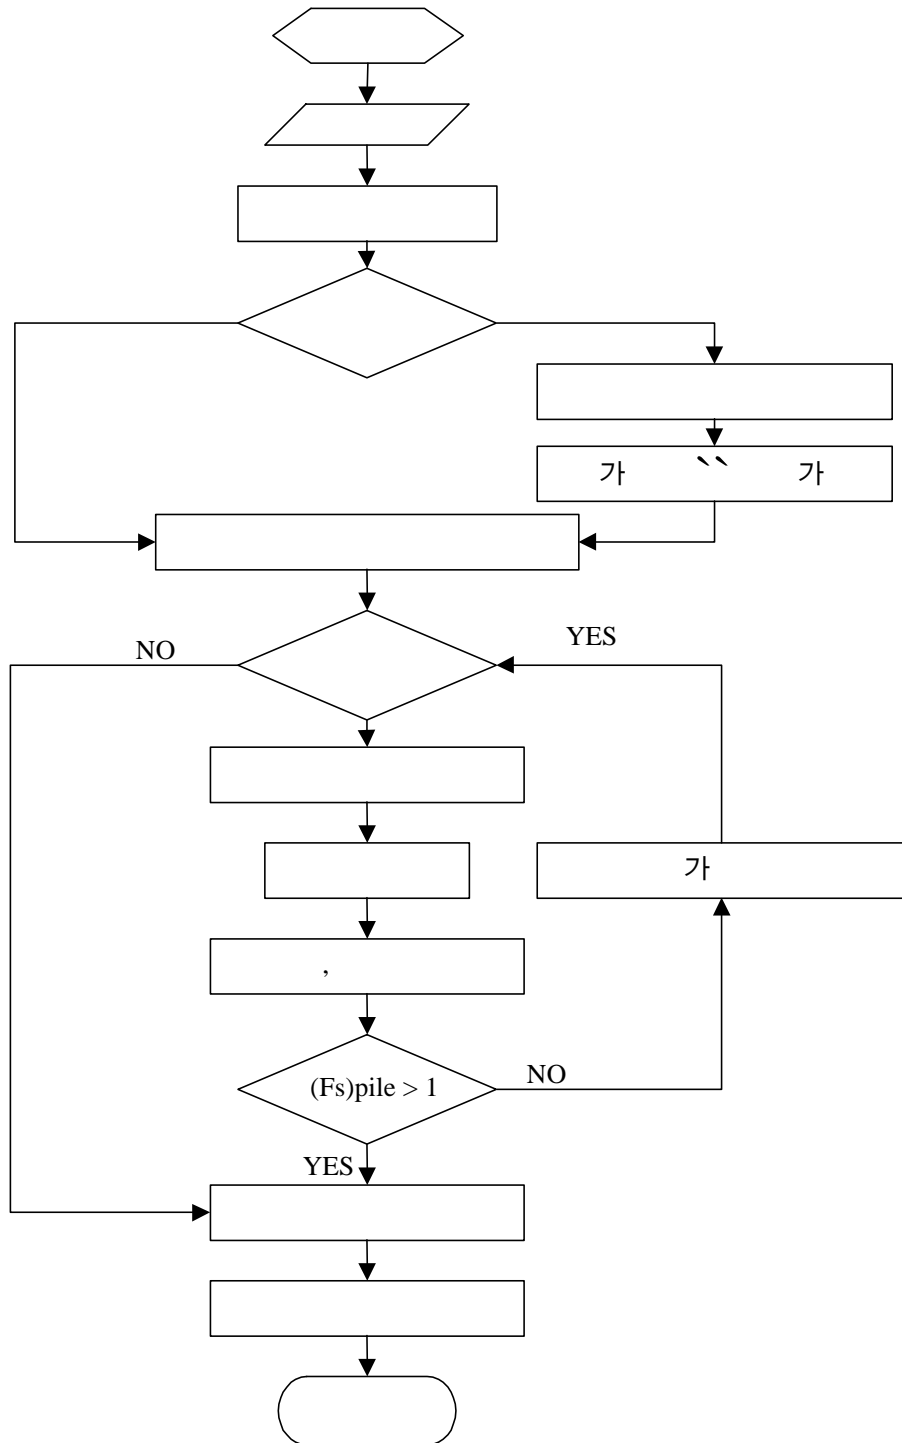 가 `` 가
NO
YES
가
,
(Fs)pile > 1
NO
YES